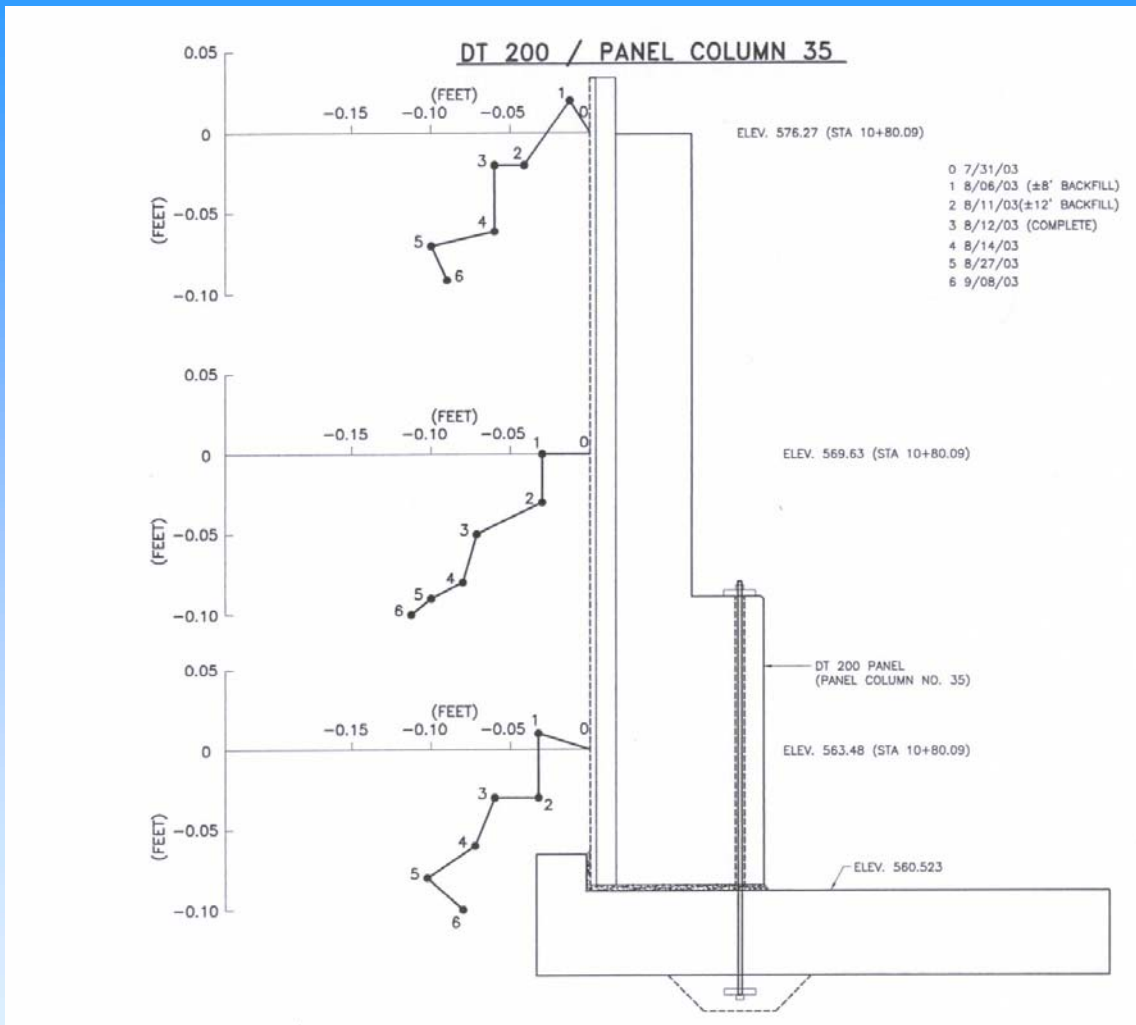 DT 200 / PANEL COLUMN 35
0.05
(FEET)
-0.15 -0.10 -0.05 1 0
0
ELEV. 576.27 (STA 10+80.09)
3 2
0 7/31/03
1 8/06/03 (±8' BACKFILL)
2 8/11/03(±12' BACKFILL)
3 8/12/03 (COMPLETE)
4 8/14/03
5 8/27/03
6 9/08/03
(FEET)
-0.05
4
5
6
-0.10
0.05
(FEET)
-0.15 -0.10 -0.05 1 0
0
ELEV. 569.63 (STA 10+80.09)
2
3
(FEET)
-0.05
4
5
6
-0.10
0.05
DT 200 PANEL
(PANEL COLUMN NO. 35)
(FEET)
-0.15 -0.10 -0.05 1 0
0
ELEV. 563.48 (STA 10+80.09)
3 2
(FEET)
-0.05
4
5
ELEV. 560.523
-0.10
6